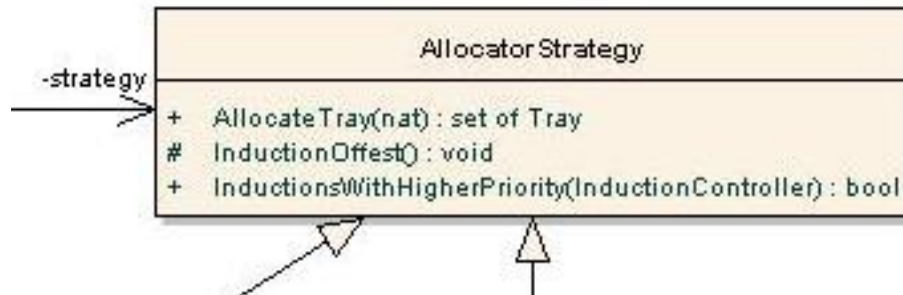 AllocatorStrategy
-strategy
+ AllocateTray(nat) : set of Tray
# InductionOffest() : void
+ InductionsWithHigherPriority(InductionController) : bool